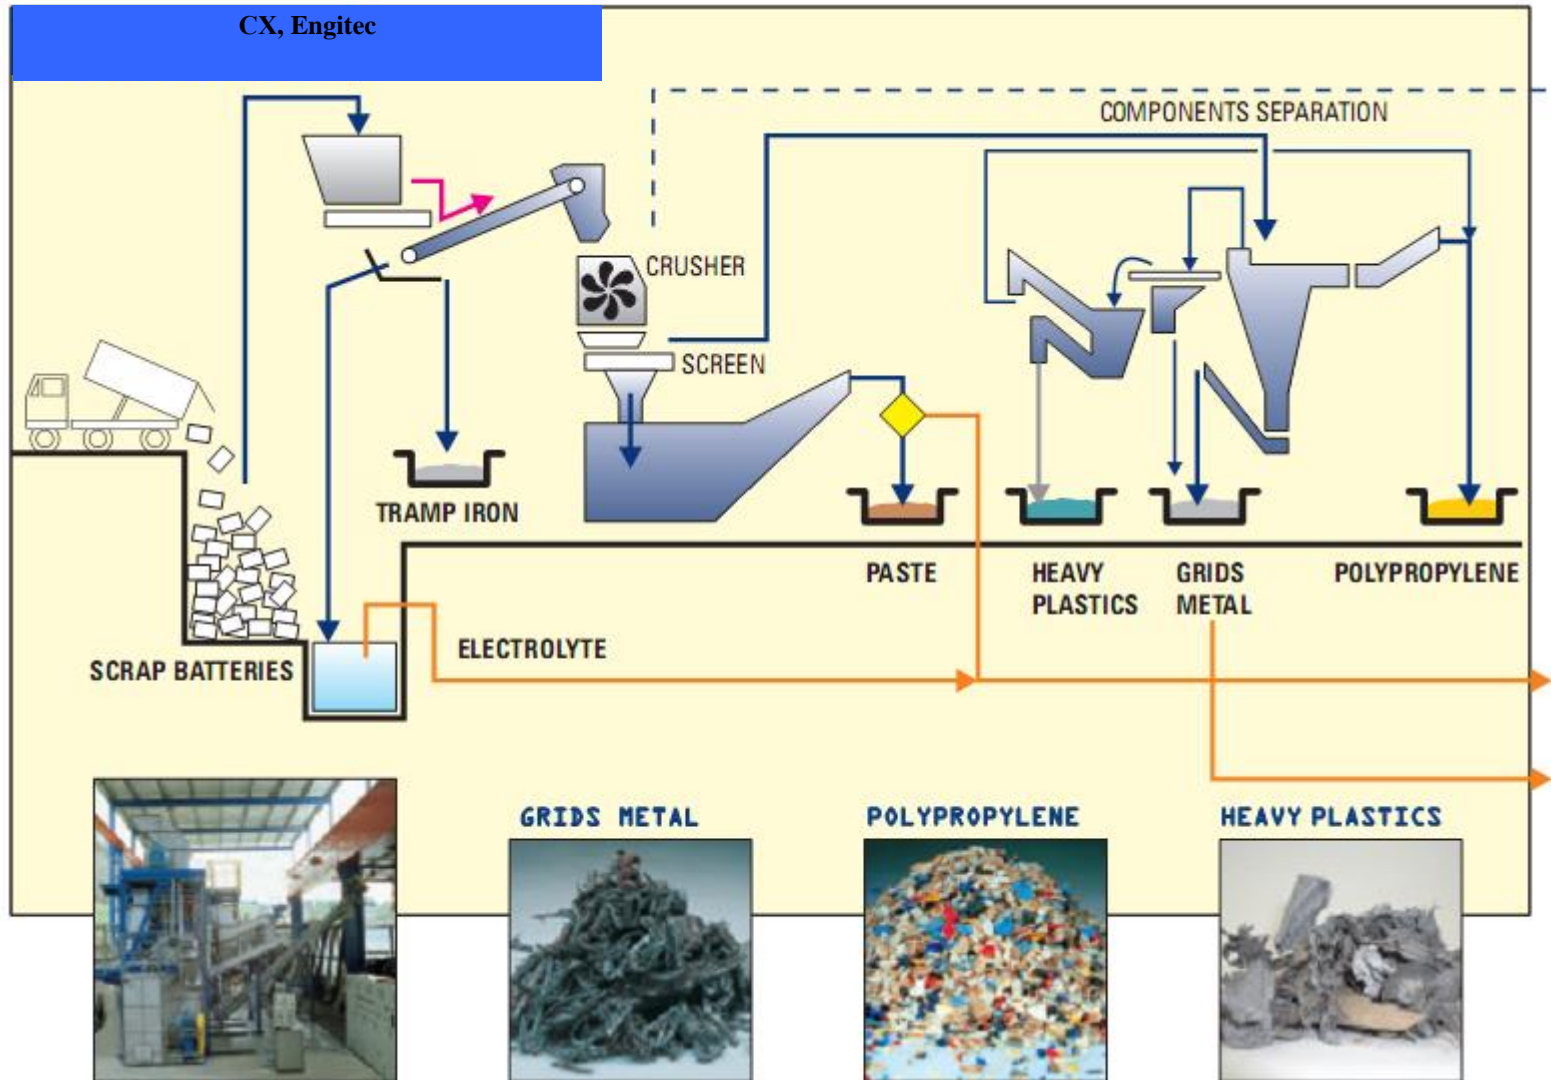 CX, Engitec
COMPONENTS SEPARATION
CRUSHER
SCREEN
TRAMP IRON
PASTE
HEAVY
PLASTICS
GRIDS
METAL
POLYPROPYLENE
SCRAP BATTERIES
ELECTROLYTE
GRIDS METAL
POLYPROPYLENE
HEAVY PLASTICS